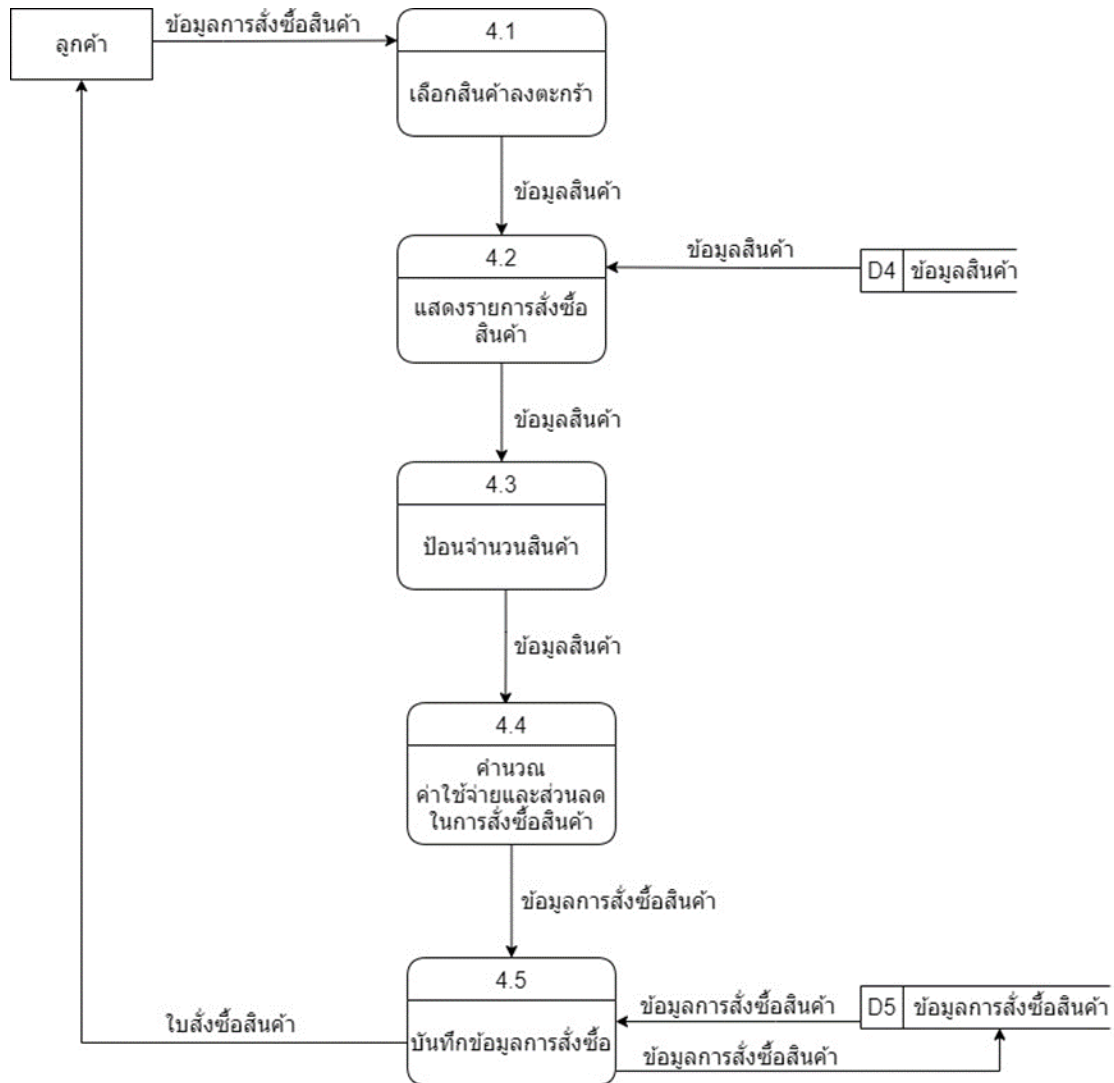 ลูกค้า
ข้อมูลการสั่งซื้อสินค้า
4.1
เลือกสินค้าลงตะกร้า
ข้อมูลสินค้า
4.2
แสดงรายการสั่งซื้อ
สินค้า
ข้อมูลสินค้า
D4 ข้อมูลสินค้า
ข้อมูลสินค้า
4.3
ป้อนจำนวนสินค้า
ข้อมูลสินค้า
4.4
คำนวณ
ค่าใช้จ่ายและส่วนลด
ในการสั่งซื้อสินค้า
ข้อมูลการสั่งซื้อสินค้า
4.5
บันทึกข้อมูลการสั่งซื้อ
ใบสั่งซื้อสินค้า
ข้อมูลการสั่งซื้อสินค้า
D5 ข้อมูลการสั่งซื้อสินค้า
ข้อมูลการสั่งซื้อสินค้า